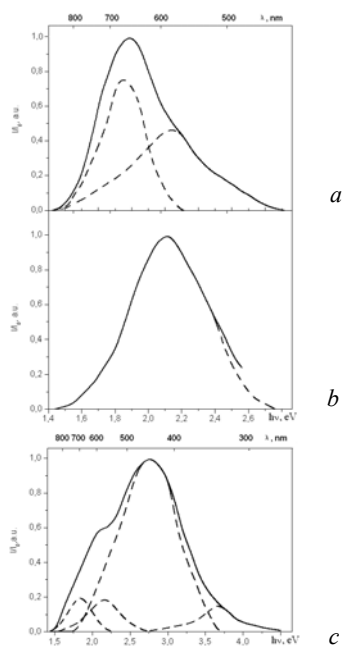 800 700 600 500 λ, nm
1,0
0,8
0,6
0,4
0,2
0,0
I/I₀, a.u.
a
1,0
0,8
0,6
0,4
0,2
0,0
I/I₀, a.u.
1,4 1,6 1,8 2,0 2,2 2,4 2,6 hν, eV
b
800 700 600 500 400 300 λ, nm
1,0
0,8
0,6
0,4
0,2
0,0
I/I₀, a.u.
1,5 2,0 2,5 3,0 3,5 4,0 hν, eV
c